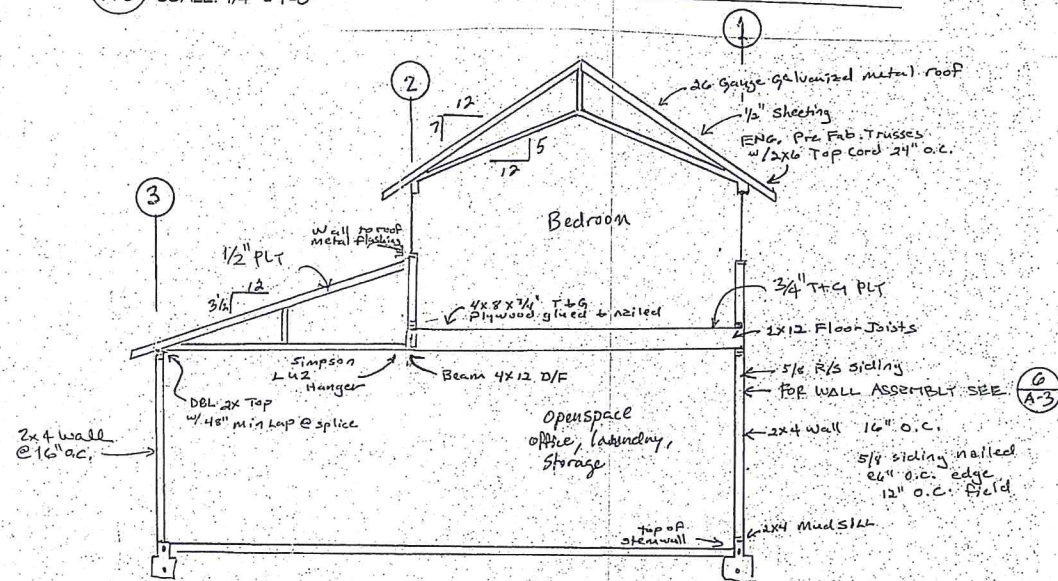 SCALE: 1/4" = 1'-0"
1
2
3
12
7
5
12
26 Gauge Galvanized metal roof
1/2" Sheeting
ENG. Pre Fab. Trusses
w/2x6 Top Cord 24" o.c.
Bedroom
Wall to roof
metal flashing
1/2" PLT
12
3 1/2
4x8x3/4" T&G
Plywood glued & nailed
3/4" T+G PLT
2x12 Floor Joists
Simpson
LUZ
Hanger
Beam 4x12 D/F
5/8 R/S siding
FOR WALL ASSEMBLY SEE
6
A-3
DBL 2x Top
w/ 48" min Lap @ splice
2x4 wall
@ 16" o.c.
Openspace
office, laundry,
Storage
2x4 Wall 16" O.C.
5/8 siding nailed
@6" o.c. edge
12" o.c. field
2x4 Mud SILL
top of
stemwall